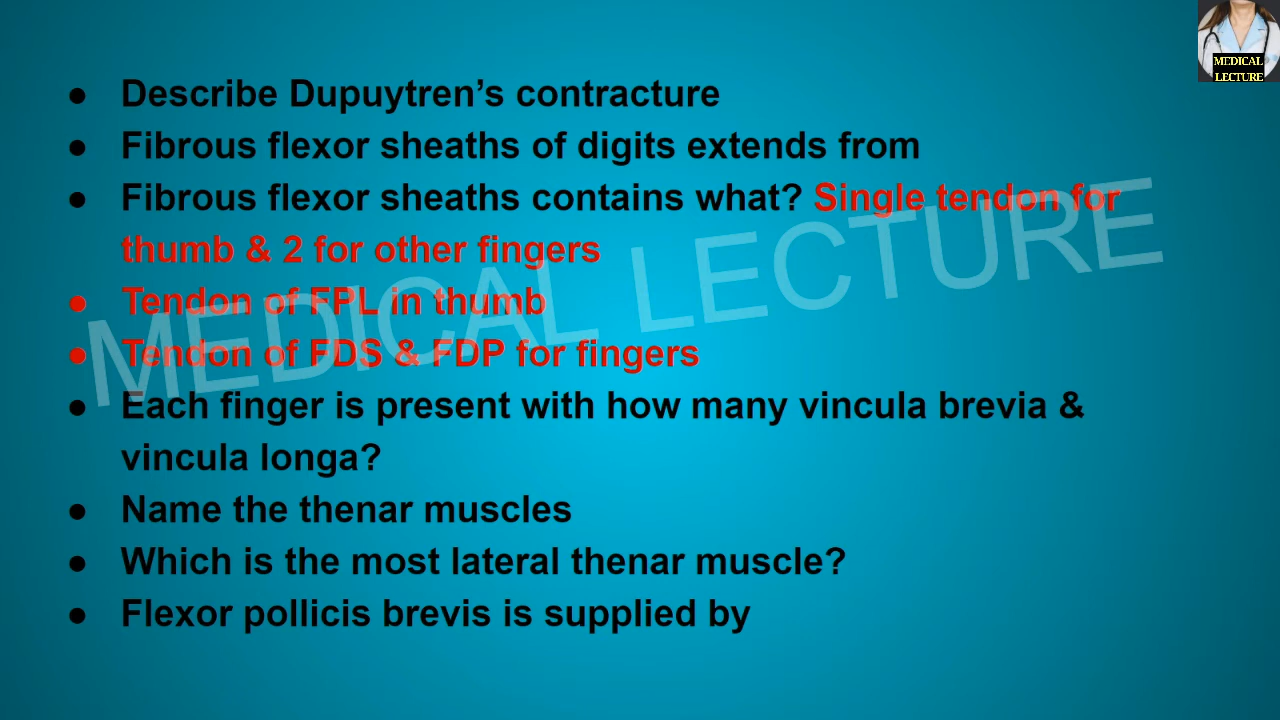 MEDICAL
LECTURE
● Describe Dupuytren's contracture
● Fibrous flexor sheaths of digits extends from
● Fibrous flexor sheaths contains what? Single tendon for
thumb & 2 for other fingers
● Tendon of FPL in thumb
● Tendon of FDS & FDP for fingers
● Each finger is present with how many vincula brevia &
vincula longa?
● Name the thenar muscles
● Which is the most lateral thenar muscle?
● Flexor pollicis brevis is supplied by
MEDICAL LECTURE